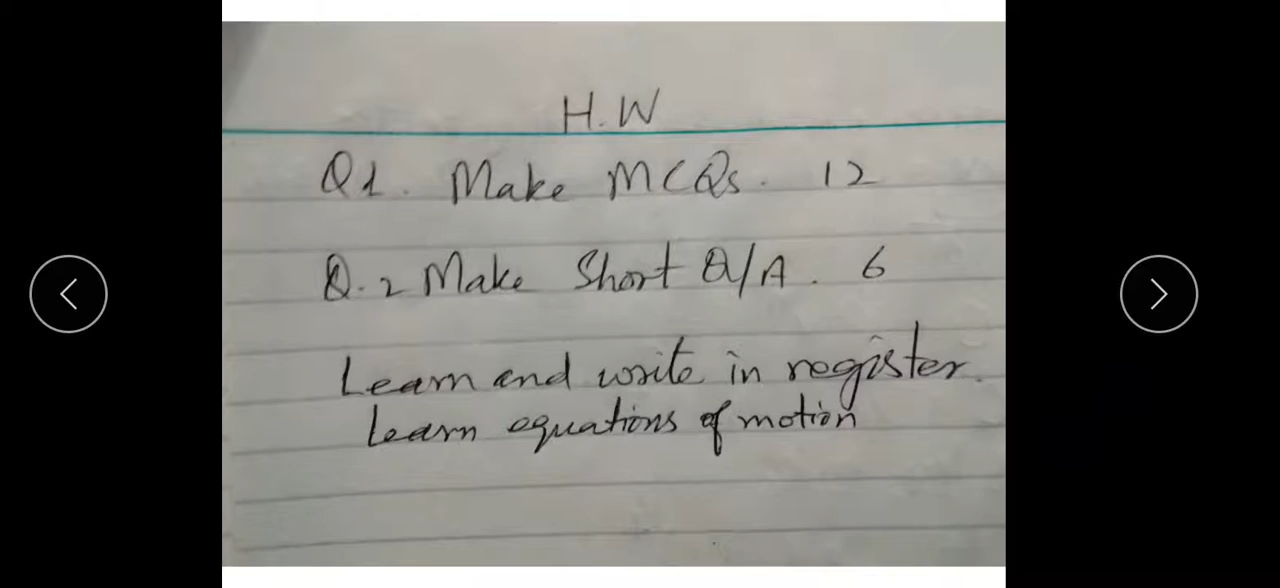 H.W
Q1. Make MCQs. 12
Q.2 Make Short Q/A. 6
Learn and write in register.
Learn equations of motion